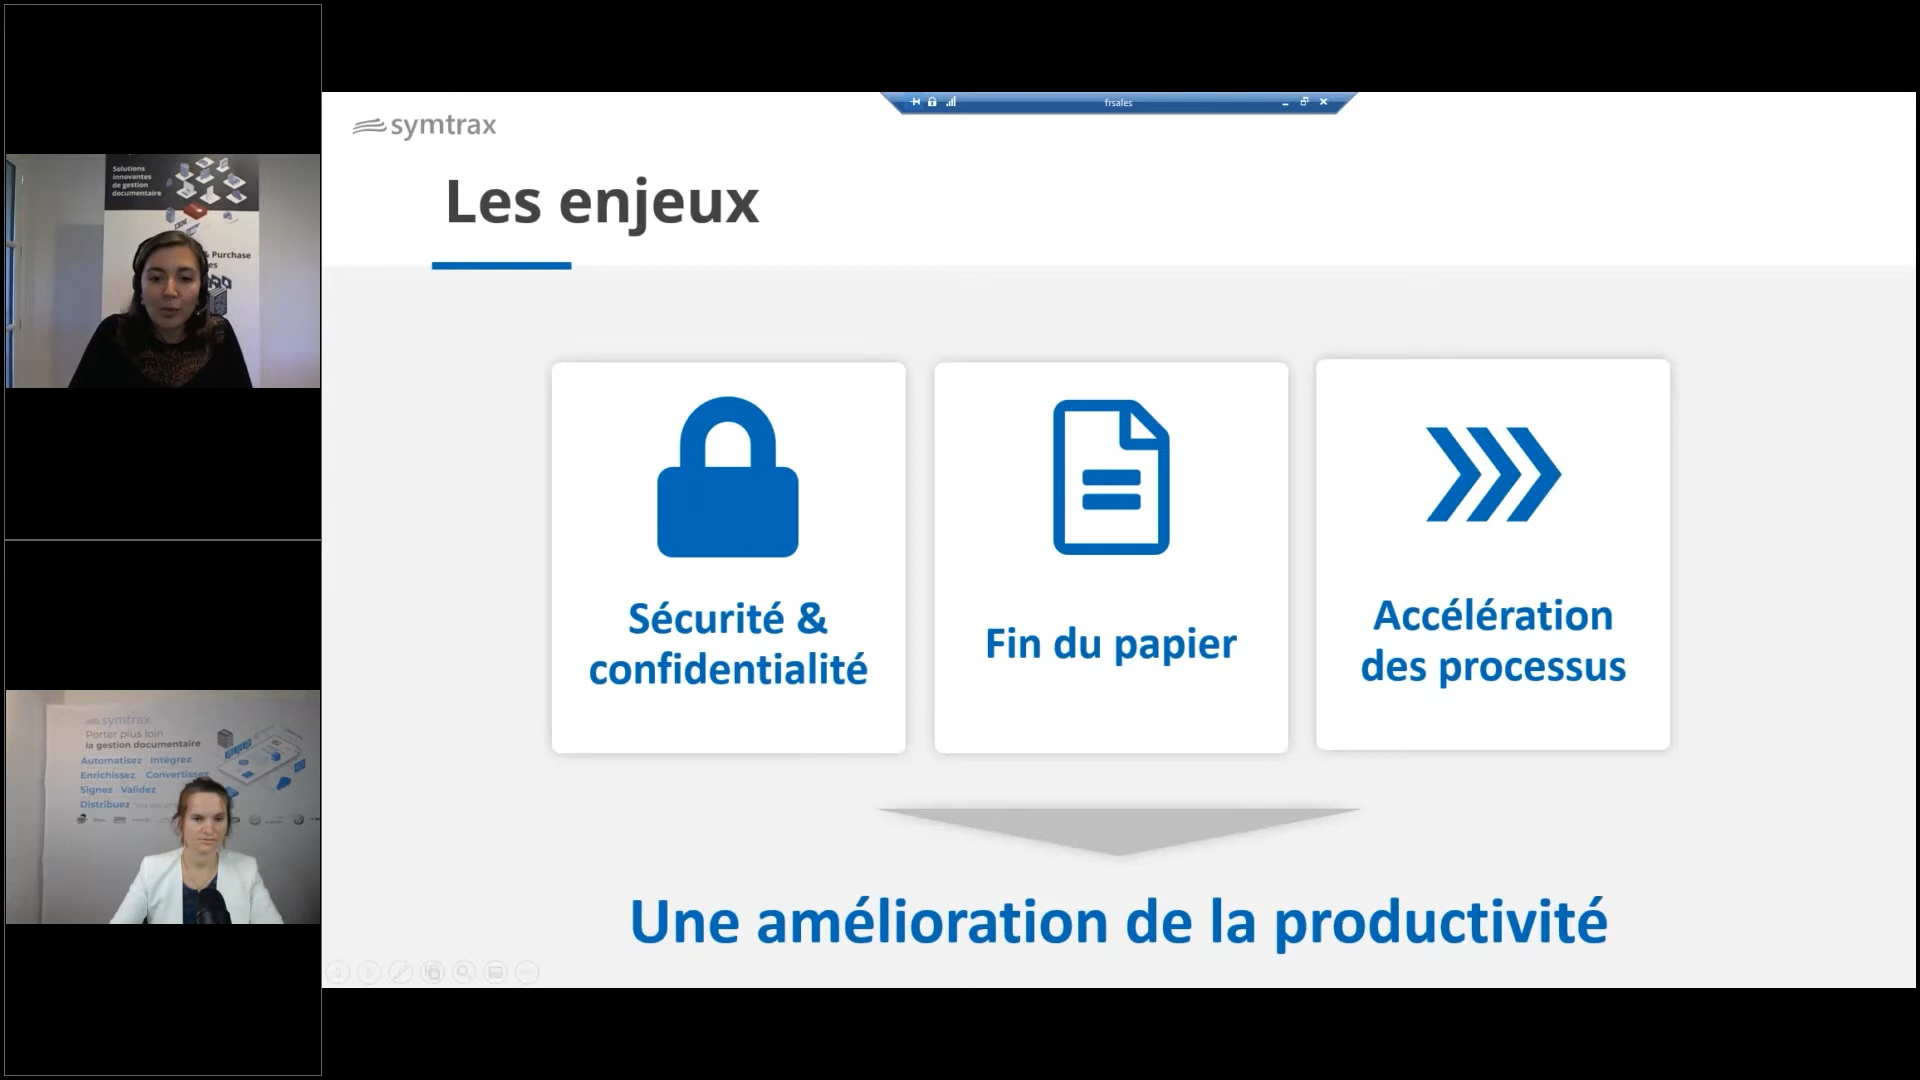 Solutions
innovantes
de gestion
documentaire
& Purchase
symtrax
Porter plus loin
la gestion documentaire
Automatisez Intégrez
Enrichissez Convertissez
Signez Validez
Distribuez
frsales
symtrax
Les enjeux
Sécurité &
confidentialité
Fin du papier
Accélération
des processus
Une amélioration de la productivité